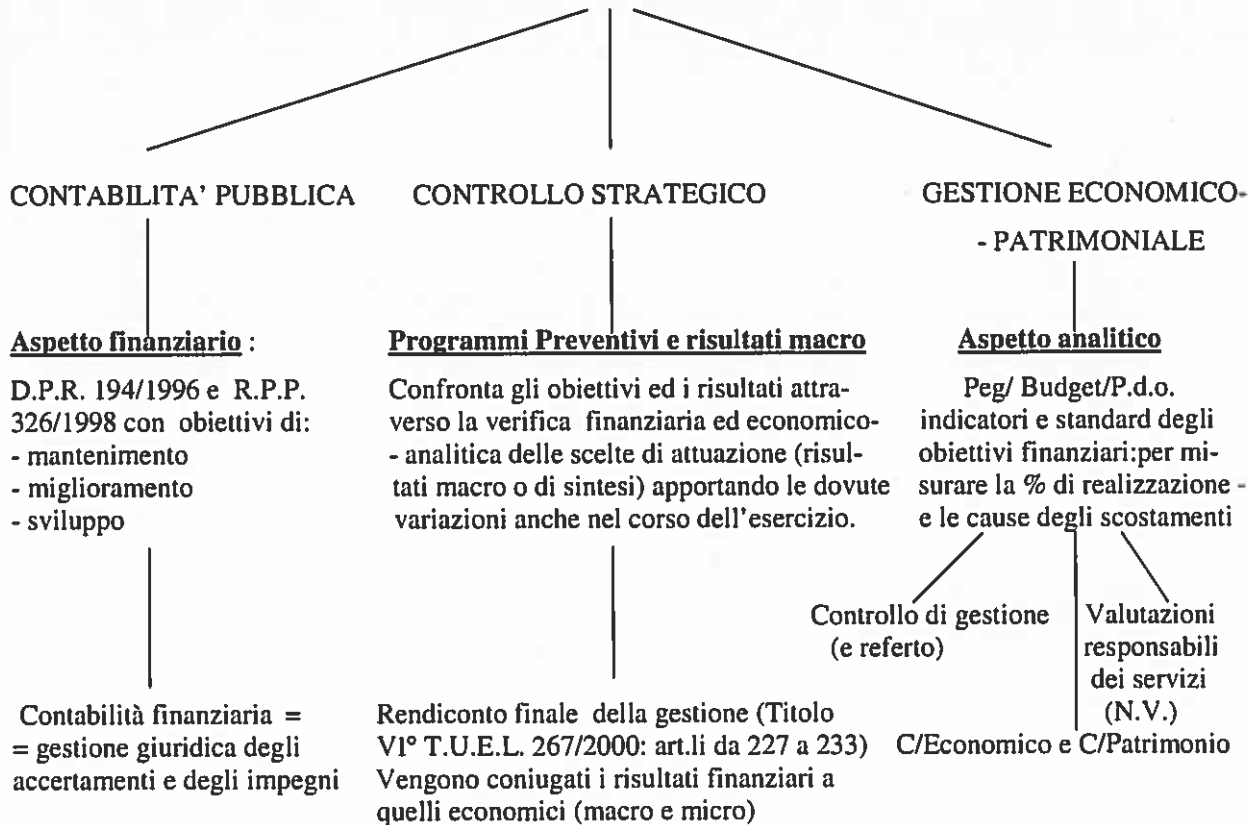 CONTABILITA' PUBBLICA
Aspetto finanziario :
D.P.R. 194/1996 e R.P.P.
326/1998 con obiettivi di:
- mantenimento
- miglioramento
- sviluppo
Contabilità finanziaria =
= gestione giuridica degli
accertamenti e degli impegni
CONTROLLO STRATEGICO
Programmi Preventivi e risultati macro
Confronta gli obiettivi ed i risultati attra-
verso la verifica finanziaria ed economico-
- analitica delle scelte di attuazione (risul-
tati macro o di sintesi) apportando le dovute
variazioni anche nel corso dell'esercizio.
Rendiconto finale della gestione (Titolo
VI° T.U.E.L. 267/2000: art.li da 227 a 233)
Vengono coniugati i risultati finanziari a
quelli economici (macro e micro)
GESTIONE ECONOMICO-
- PATRIMONIALE
Aspetto analitico
Peg/ Budget/P.d.o.
indicatori e standard degli
obiettivi finanziari:per mi-
surare la % di realizzazione -
e le cause degli scostamenti
Controllo di gestione
(e referto)
Valutazioni
responsabili
dei servizi
(N.V.)
C/Economico e C/Patrimonio